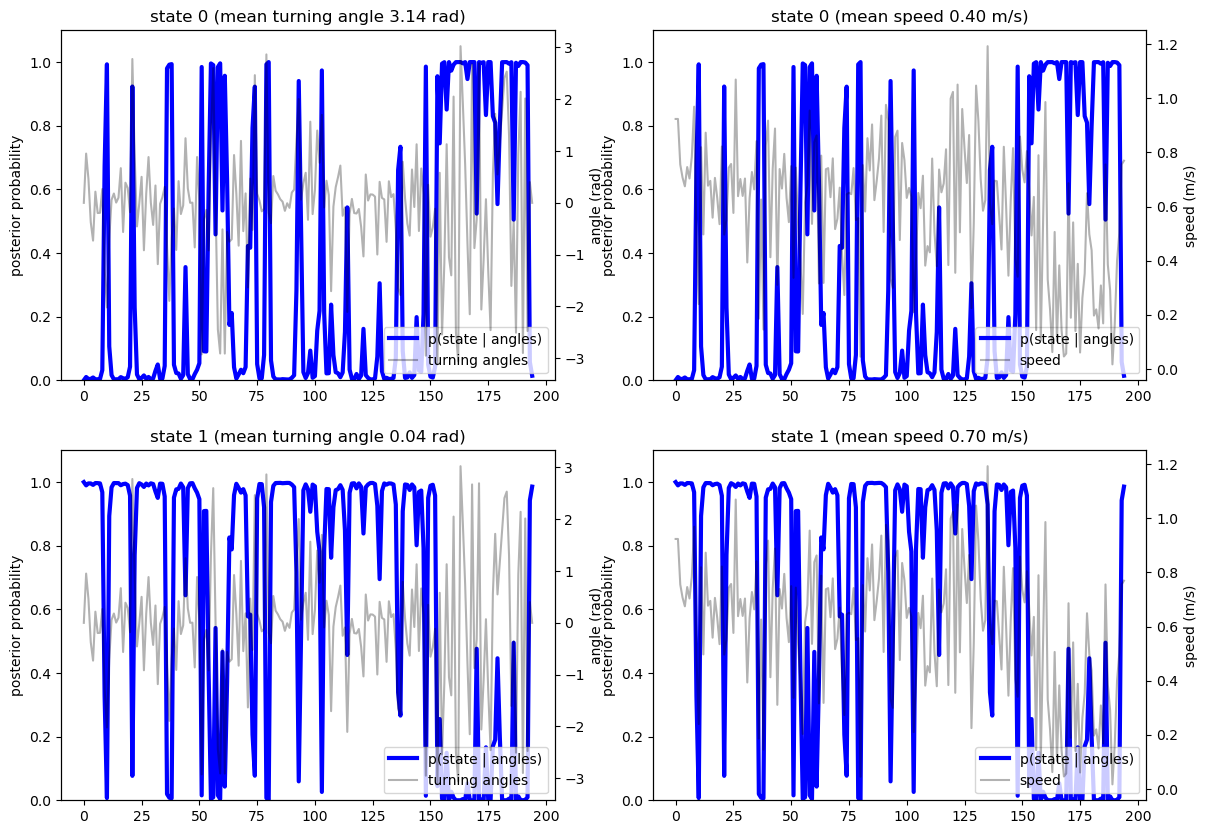 state 0 (mean turning angle 3.14 rad)
posterior probability
1.0
0.8
0.6
0.4
0.2
0.0
0 25 50 75 100 125 150 175 200
3
2
1
0
−1
−2
−3
angle (rad)
p(state | angles)
turning angles
state 0 (mean speed 0.40 m/s)
posterior probability
1.0
0.8
0.6
0.4
0.2
0.0
0 25 50 75 100 125 150 175 200
1.2
1.0
0.8
0.6
0.4
0.2
0.0
speed (m/s)
p(state | angles)
speed
state 1 (mean turning angle 0.04 rad)
posterior probability
1.0
0.8
0.6
0.4
0.2
0.0
0 25 50 75 100 125 150 175 200
3
2
1
0
−1
−2
−3
angle (rad)
p(state | angles)
turning angles
state 1 (mean speed 0.70 m/s)
posterior probability
1.0
0.8
0.6
0.4
0.2
0.0
0 25 50 75 100 125 150 175 200
1.2
1.0
0.8
0.6
0.4
0.2
0.0
speed (m/s)
p(state | angles)
speed